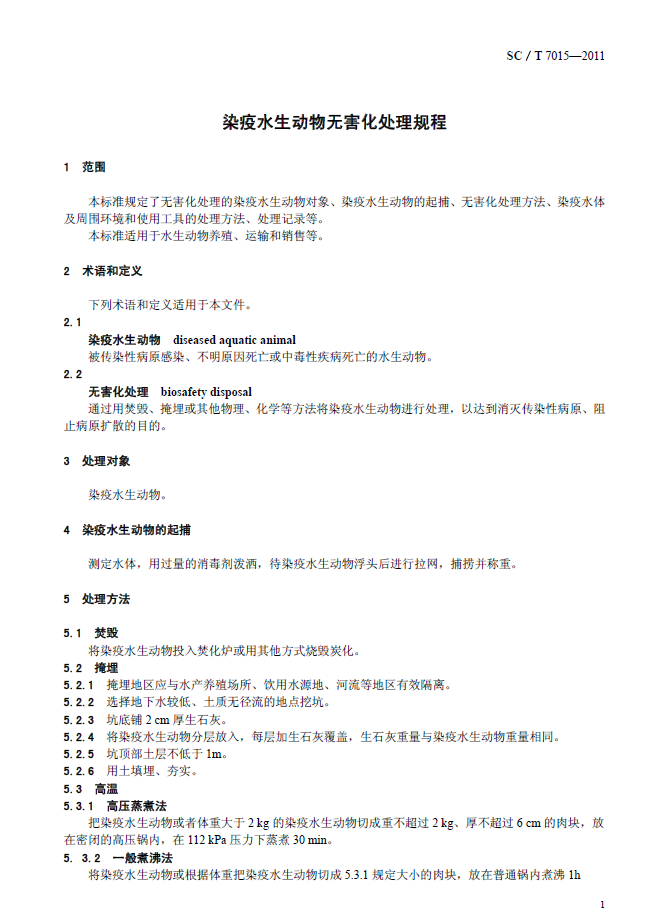 SC/T 7015—2011
染疫水生动物无害化处理规程
1 范围
本标准规定了无害化处理的染疫水生动物对象、染疫水生动物的起捕、无害化处理方法、染疫水体
及周围环境和使用工具的处理方法、处理记录等。
本标准适用于水生动物养殖、运输和销售等。
2 术语和定义
下列术语和定义适用于本文件。
2.1
染疫水生动物 diseased aquatic animal
被传染性病原感染、不明原因死亡或中毒性疾病死亡的水生动物。
2.2
无害化处理 biosafety disposal
通过用焚毁、掩埋或其他物理、化学等方法将染疫水生动物进行处理，以达到消灭传染性病原、阻
止病原扩散的目的。
3 处理对象
染疫水生动物。
4 染疫水生动物的起捕
测定水体，用过量的消毒剂泼洒，待染疫水生动物浮头后进行拉网，捕捞并称重。
5 处理方法
5.1 焚毁
将染疫水生动物投入焚化炉或用其他方式烧毁炭化。
5.2 掩埋
5.2.1 掩埋地区应与水产养殖场所、饮用水源地、河流等地区有效隔离。
5.2.2 选择地下水较低、土质无径流的地点挖坑。
5.2.3 坑底铺 2 cm 厚生石灰。
5.2.4 将染疫水生动物分层放入，每层加生石灰覆盖，生石灰重量与染疫水生动物重量相同。
5.2.5 坑顶部土层不低于 1m。
5.2.6 用土填埋、夯实。
5.3 高温
5.3.1 高压蒸煮法
把染疫水生动物或者体重大于 2 kg 的染疫水生动物切成重不超过 2 kg、厚不超过 6 cm 的肉块，放
在密闭的高压锅内，在 112 kPa 压力下蒸煮 30 min。
5. 3.2 一般煮沸法
将染疫水生动物或根据体重把染疫水生动物切成 5.3.1 规定大小的肉块，放在普通锅内煮沸 1h
1